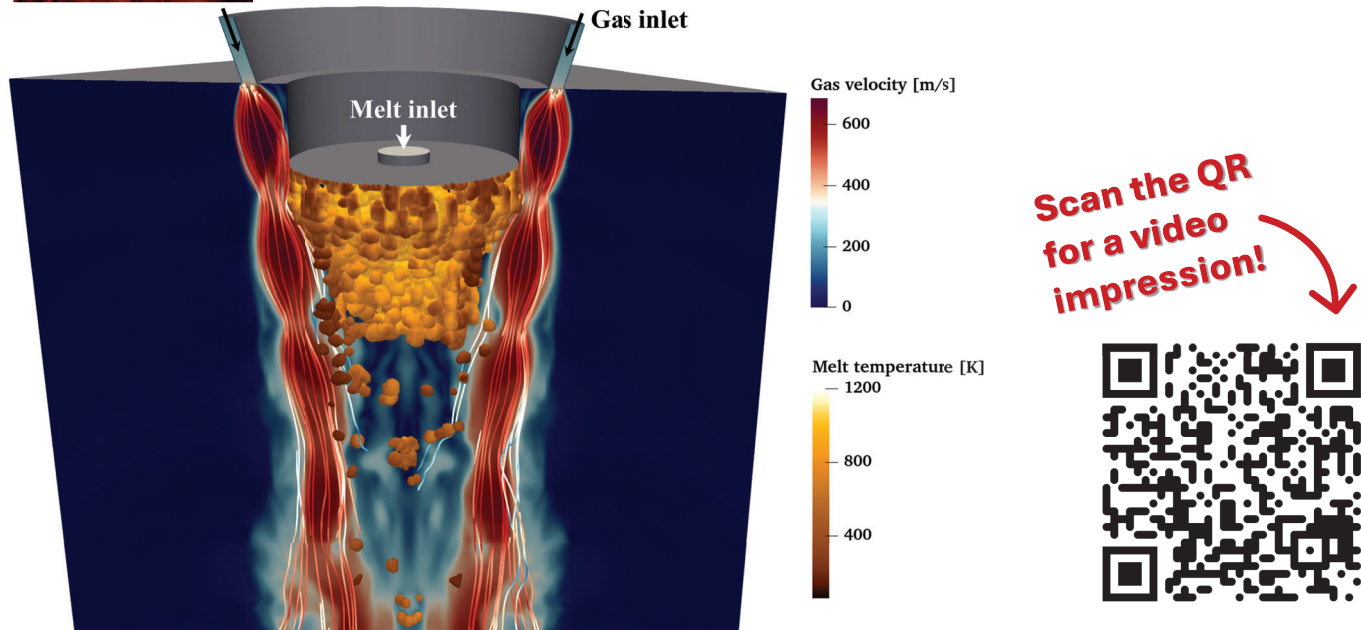 Gas inlet
Melt inlet
Gas velocity [m/s]
600
400
200
0
Melt temperature [K]
1200
800
400
Scan the QR
for a video
impression!